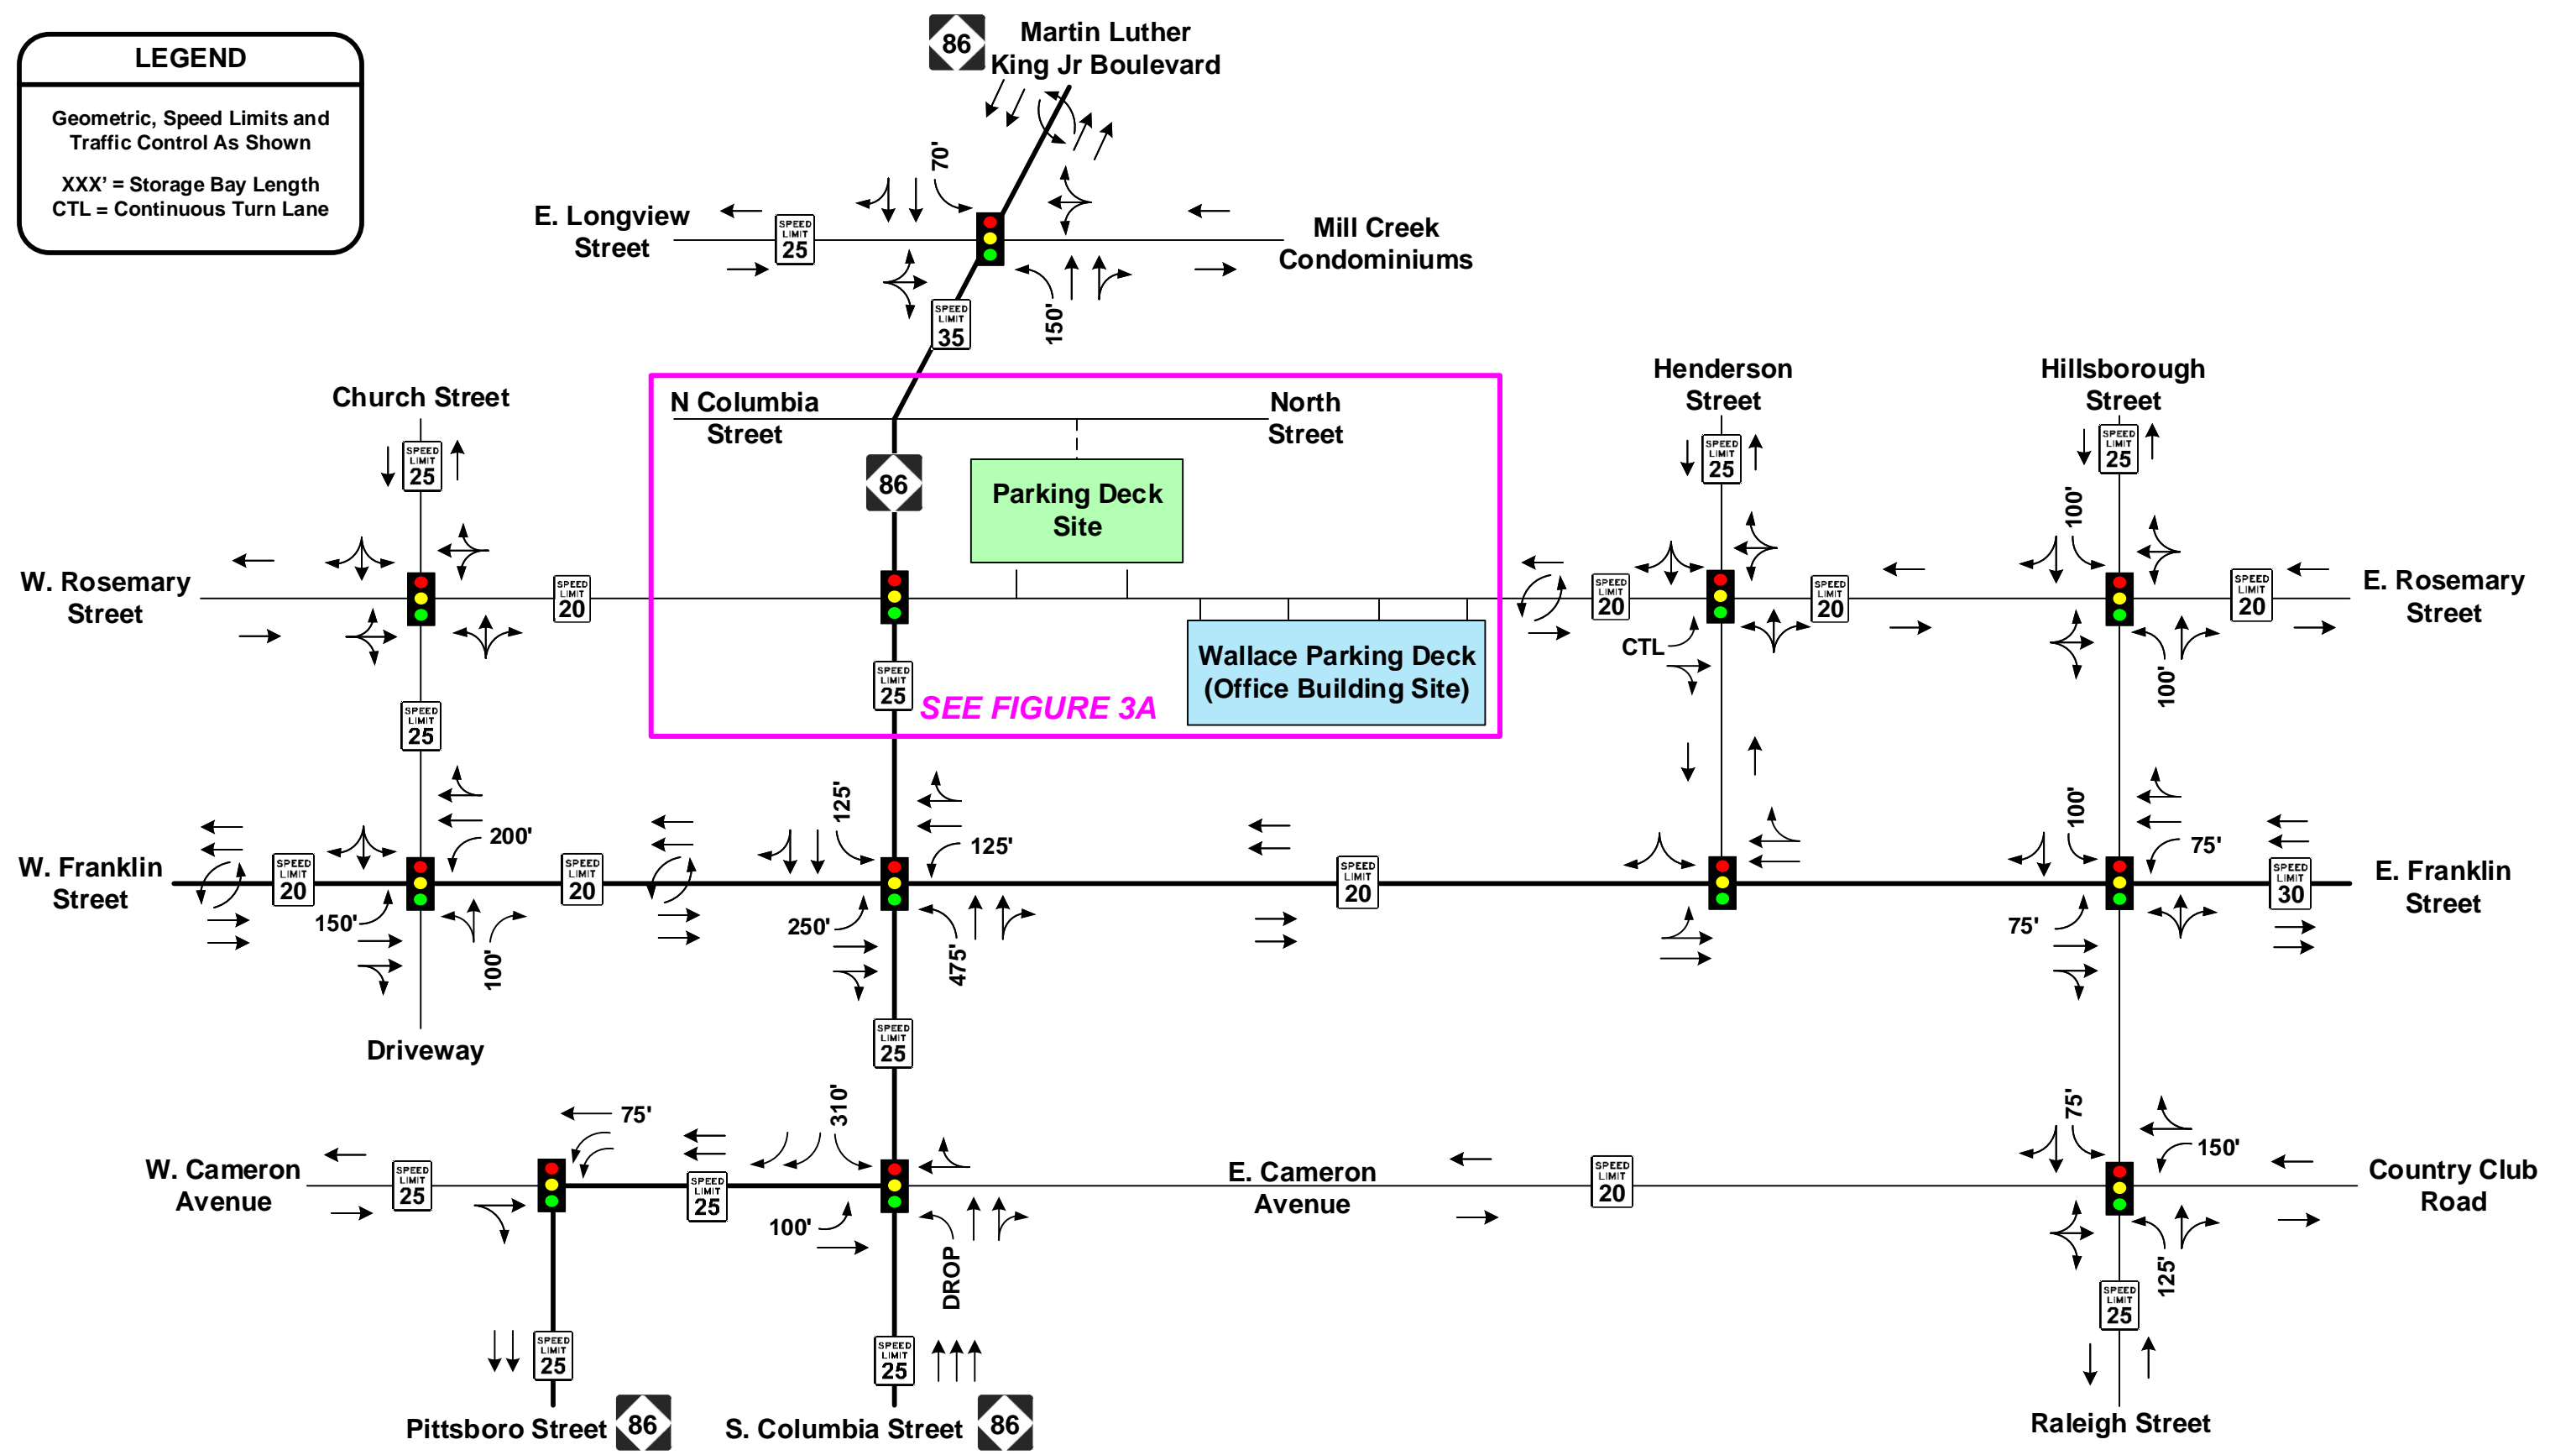 LEGEND
Geometric, Speed Limits and
Traffic Control As Shown
XXX' = Storage Bay Length
CTL = Continuous Turn Lane
86
Martin Luther
King Jr Boulevard
70'
E. Longview
Street
SPEED
LIMIT
25
Mill Creek
Condominiums
150'
SPEED
LIMIT
35
Church Street
SPEED
LIMIT
25
N Columbia
Street
North
Street
86
Parking Deck
Site
Henderson
Street
SPEED
LIMIT
25
Hillsborough
Street
SPEED
LIMIT
25
100'
W. Rosemary
Street
SPEED
LIMIT
20
SPEED
LIMIT
20
SPEED
LIMIT
20
SPEED
LIMIT
20
E. Rosemary
Street
CTL
100'
SPEED
LIMIT
25
SPEED
LIMIT
25
SEE FIGURE 3A
Wallace Parking Deck
(Office Building Site)
W. Franklin
Street
SPEED
LIMIT
20
200'
150'
100'
SPEED
LIMIT
20
125'
125'
250'
475'
SPEED
LIMIT
20
100'
75'
75'
SPEED
LIMIT
30
E. Franklin
Street
Driveway
SPEED
LIMIT
25
W. Cameron
Avenue
SPEED
LIMIT
25
75'
SPEED
LIMIT
25
310'
100'
DROP
E. Cameron
Avenue
SPEED
LIMIT
20
75'
150'
125'
Country Club
Road
SPEED
LIMIT
25
SPEED
LIMIT
25
SPEED
LIMIT
25
Pittsboro Street
86
S. Columbia Street
86
Raleigh Street